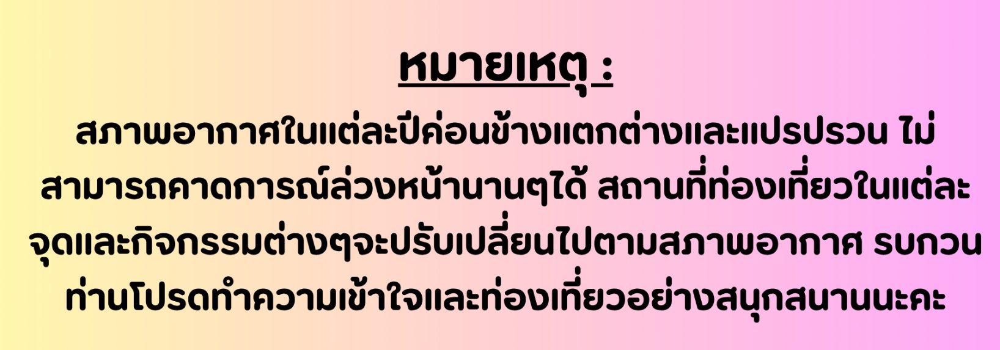 หมายเหตุ :
สภาพอากาศในแต่ละปีค่อนข้างแตกต่างและแปรปรวน ไม่
สามารถคาดการณ์ล่วงหน้านานๆได้ สถานที่ท่องเที่ยวในแต่ละ
จุดและกิจกรรมต่างๆจะปรับเปลี่ยนไปตามสภาพอากาศ รบกวน
ท่านโปรดทำความเข้าใจและท่องเที่ยวอย่างสนุกสนานนะคะ